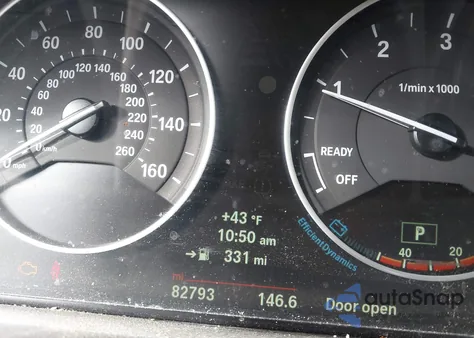 20 40 60 80 100 120 140 160
20 40 60 80 100 120 140 160 180 200 220 240 260
0 km/h
0 mph
1 2 3
1/min x 1000
READY
OFF
+43 °F
10:50 am
➔ 331 mi
EfficientDynamics
P
40 20
mi
82793 146.6
Door open
autoSnap